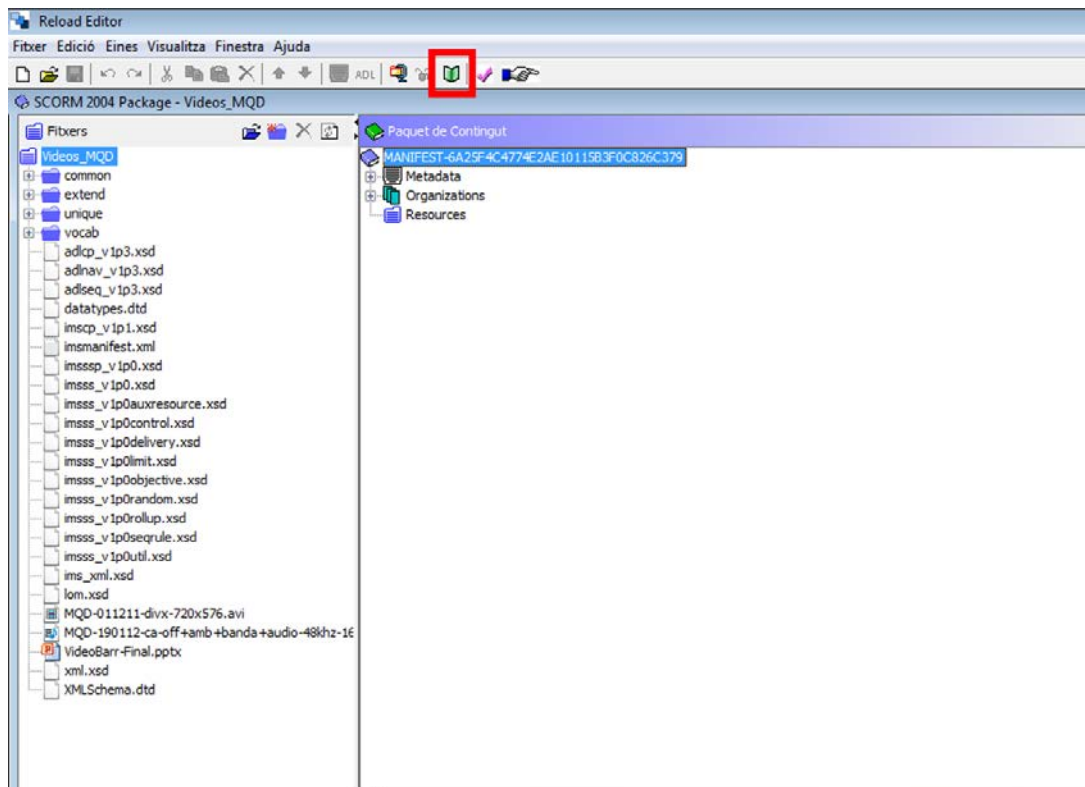 Reload Editor
Fitxer Edició Eines Visualitza Finestra Ajuda
ADL
SCORM 2004 Package - Videos_MQD
Fitxers
Videos_MQD
common
extend
unique
vocab
adlcp_v1p3.xsd
adlnav_v1p3.xsd
adlseq_v1p3.xsd
datatypes.dtd
imscp_v1p1.xsd
imsmanifest.xml
imsssp_v1p0.xsd
imsss_v1p0.xsd
imsss_v1p0auxresource.xsd
imsss_v1p0control.xsd
imsss_v1p0delivery.xsd
imsss_v1p0limit.xsd
imsss_v1p0objective.xsd
imsss_v1p0random.xsd
imsss_v1p0rollup.xsd
imsss_v1p0seqrule.xsd
imsss_v1p0util.xsd
ims_xml.xsd
lom.xsd
MQD-011211-divx-720x576.avi
MQD-190112-ca-off+amb+banda+audio-48khz-16
VideoBarr-Final.pptx
xml.xsd
XMLSchema.dtd
Paquet de Contingut
MANIFEST-6A25F4C4774E2AE10115B3F0C826C379
Metadata
Organizations
Resources